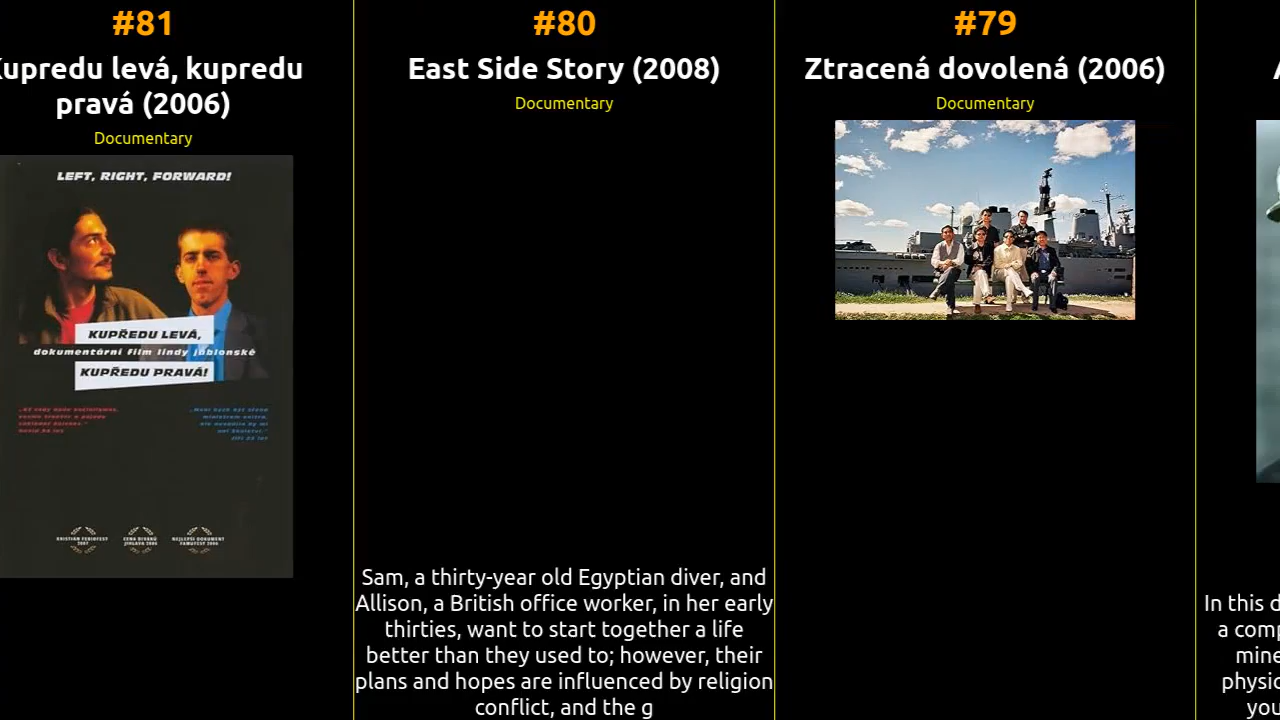 #81
Kupredu levá, kupredu
pravá (2006)
Documentary
LEFT, RIGHT, FORWARD!
KUPŘEDU LEVÁ,
dokumentární film lindy jablonské
KUPŘEDU PRAVÁ!
#80
East Side Story (2008)
Documentary
Sam, a thirty-year old Egyptian diver, and
Allison, a British office worker, in her early
thirties, want to start together a life
better than they used to; however, their
plans and hopes are influenced by religion
conflict, and the g
#79
Ztracená dovolená (2006)
Documentary
In this d
a comp
mine
physic
you